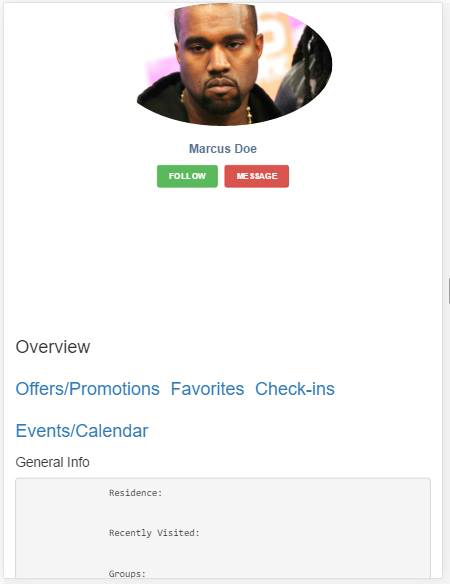 Marcus Doe
FOLLOW MESSAGE
Overview
Offers/Promotions Favorites Check-ins
Events/Calendar
General Info
Residence:
Recently Visited:
Groups: